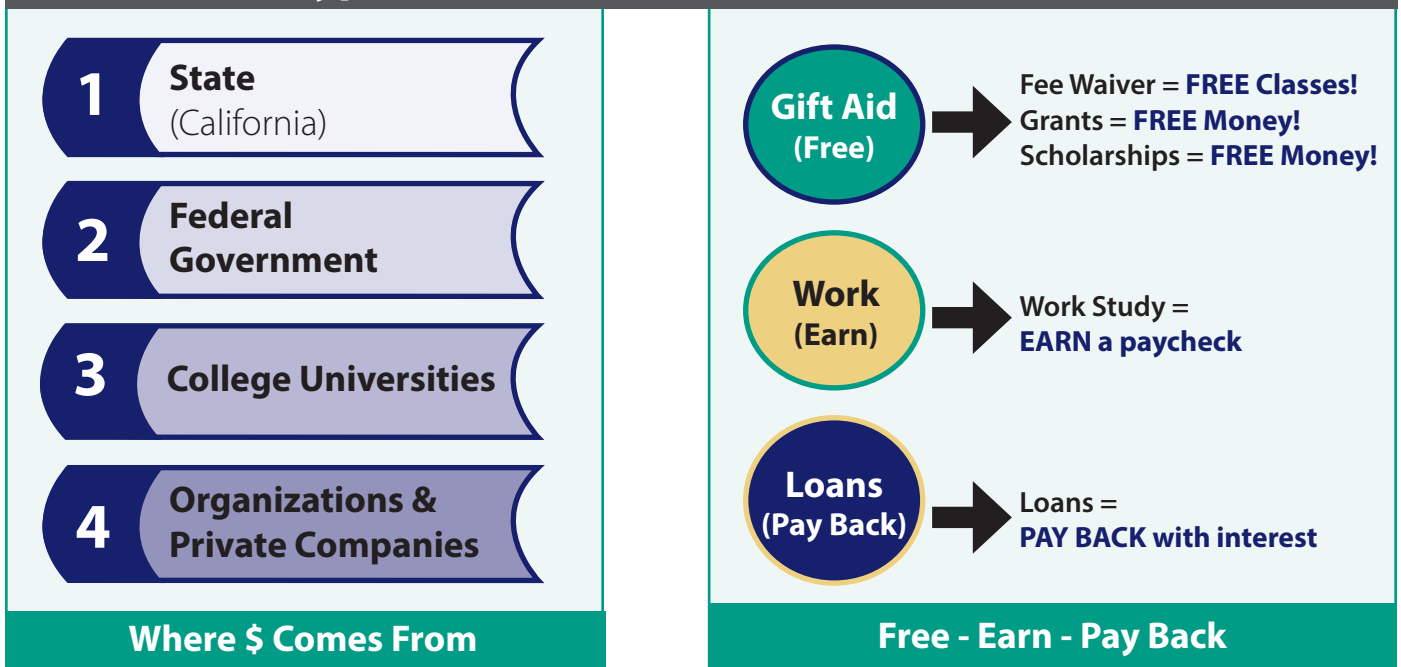 1
State
(California)
2
Federal
Government
3
College Universities
4
Organizations &
Private Companies
Where $ Comes From
Gift Aid
(Free)
Fee Waiver = FREE Classes!
Grants = FREE Money!
Scholarships = FREE Money!
Work
(Earn)
Work Study =
EARN a paycheck
Loans
(Pay Back)
Loans =
PAY BACK with interest
Free - Earn - Pay Back